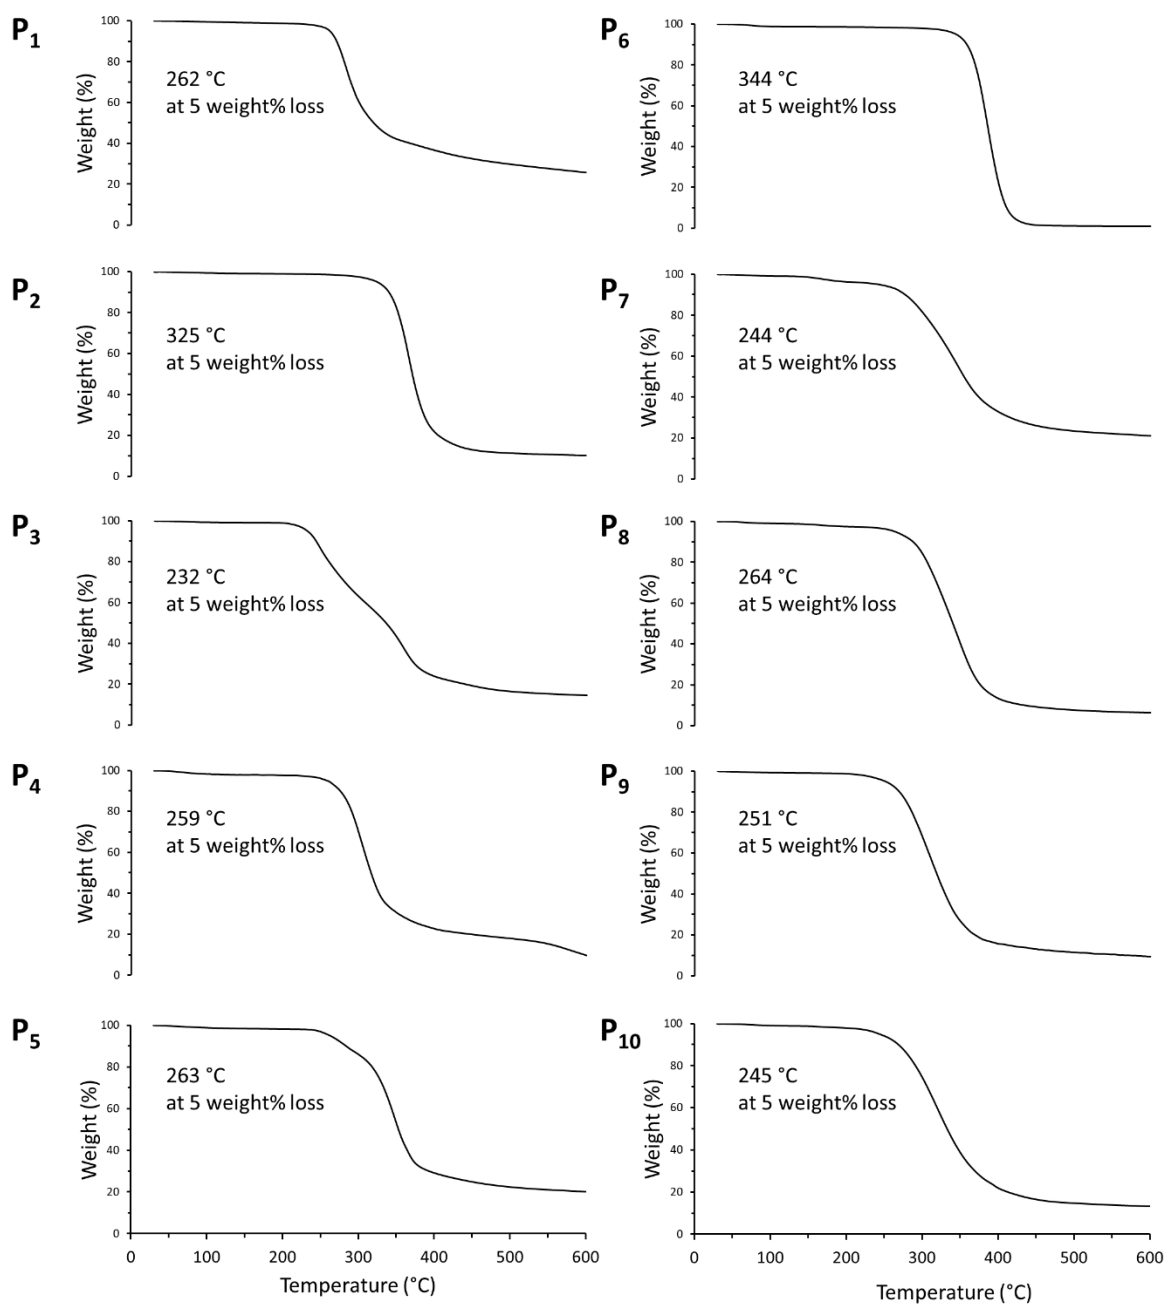 P1
Weight (%)
100
80
60
40
20
0
262 °C
at 5 weight% loss
P2
Weight (%)
100
80
60
40
20
0
325 °C
at 5 weight% loss
P3
Weight (%)
100
80
60
40
20
0
232 °C
at 5 weight% loss
P4
Weight (%)
100
80
60
40
20
0
259 °C
at 5 weight% loss
P5
Weight (%)
100
80
60
40
20
0
263 °C
at 5 weight% loss
0 100 200 300 400 500 600
Temperature (°C)
P6
Weight (%)
100
80
60
40
20
0
344 °C
at 5 weight% loss
P7
Weight (%)
100
80
60
40
20
0
244 °C
at 5 weight% loss
P8
Weight (%)
100
80
60
40
20
0
264 °C
at 5 weight% loss
P9
Weight (%)
100
80
60
40
20
0
251 °C
at 5 weight% loss
P10
Weight (%)
100
80
60
40
20
0
245 °C
at 5 weight% loss
0 100 200 300 400 500 600
Temperature (°C)